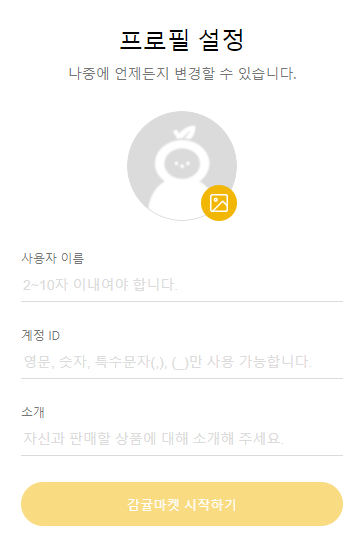 프로필 설정
나중에 언제든지 변경할 수 있습니다.
사용자 이름
2~10자 이내여야 합니다.
계정 ID
영문, 숫자, 특수문자(,), (_)만 사용 가능합니다.
소개
자신과 판매할 상품에 대해 소개해 주세요.
감귤마켓 시작하기